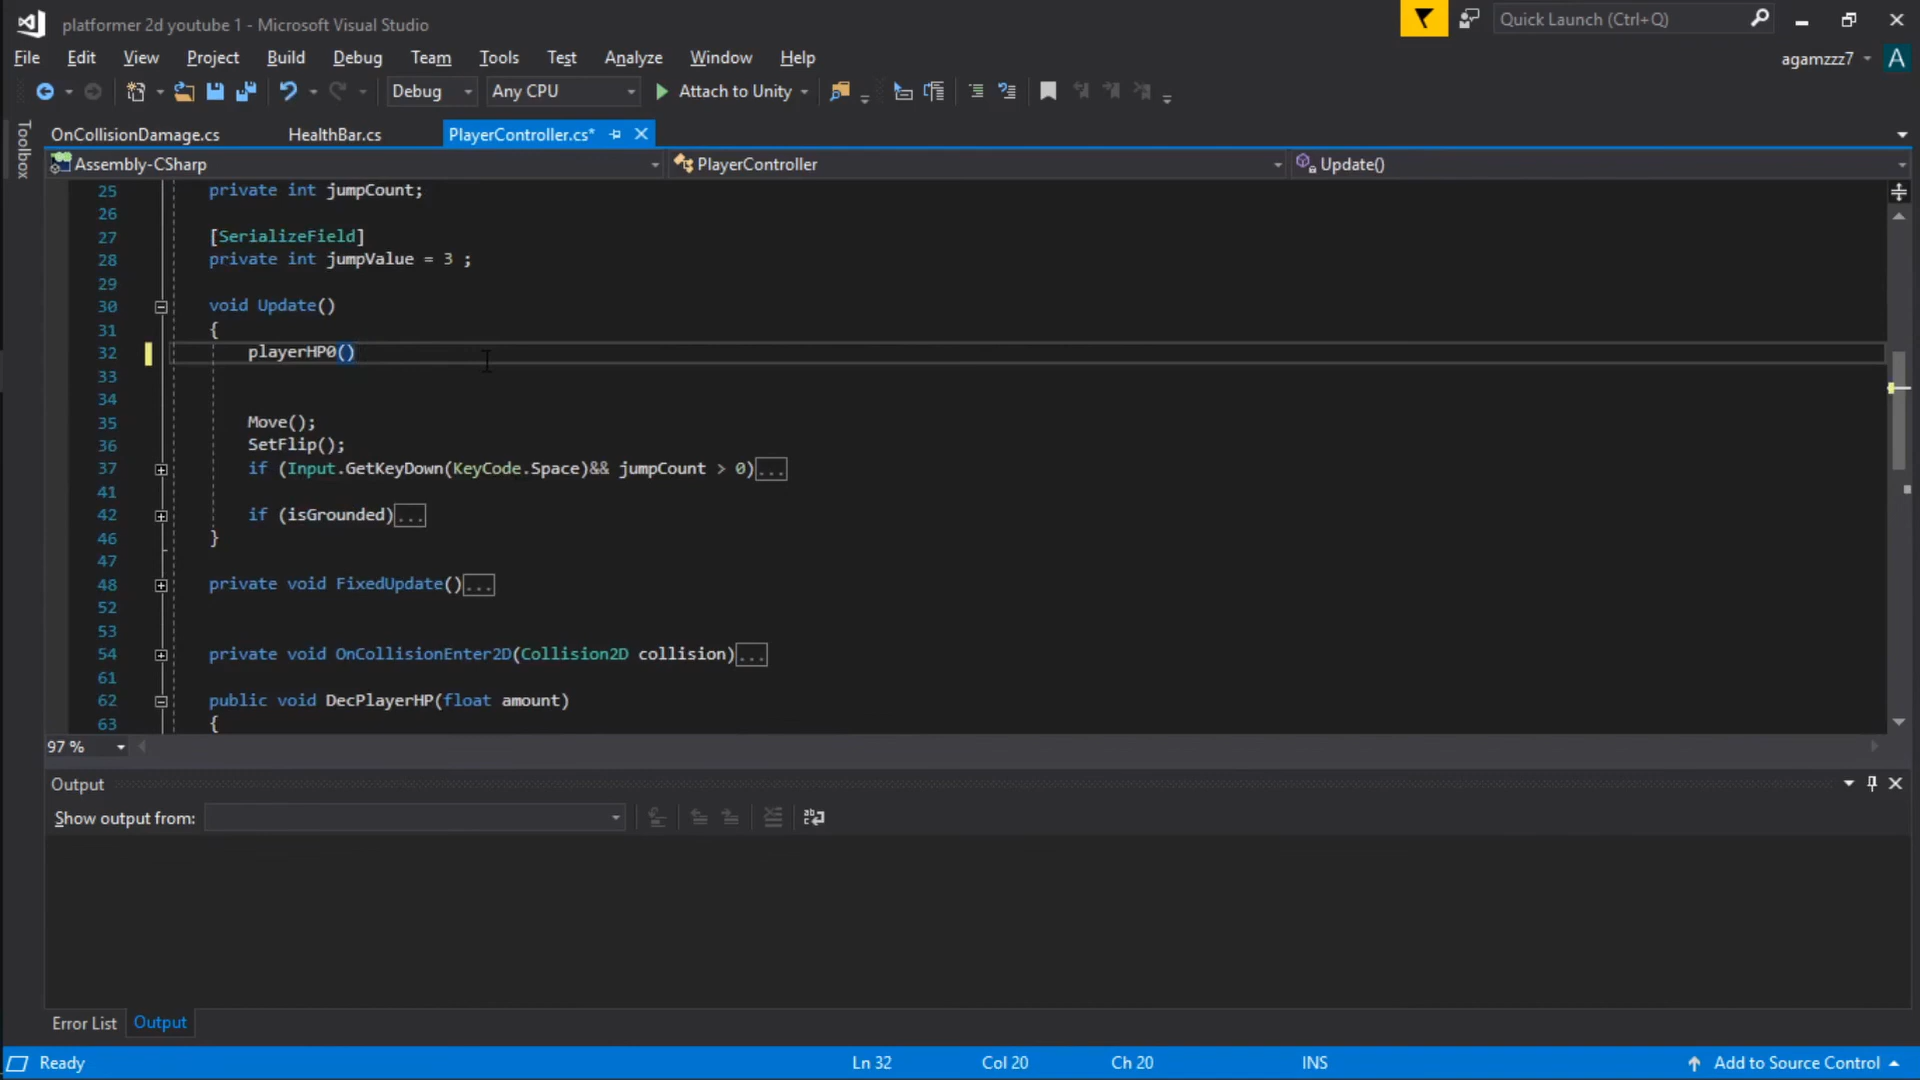 platformer 2d youtube 1 - Microsoft Visual Studio
Quick Launch (Ctrl+Q)
File Edit View Project Build Debug Team Tools Test Analyze Window Help
agamzzz7 A
Debug Any CPU Attach to Unity
Toolbox
OnCollisionDamage.cs HealthBar.cs PlayerController.cs*
Assembly-CSharp PlayerController Update()
25 private int jumpCount;
26
27 [SerializeField]
28 private int jumpValue = 3 ;
29
30 void Update()
31 {
32 playerHP0()
33
34
35 Move();
36 SetFlip();
37 if (Input.GetKeyDown(KeyCode.Space)&& jumpCount > 0)...
41
42 if (isGrounded)...
46 }
47
48 private void FixedUpdate()...
52
53
54 private void OnCollisionEnter2D(Collision2D collision)...
61
62 public void DecPlayerHP(float amount)
63 {
97 %
Output
Show output from:
Error List Output
Ready Ln 32 Col 20 Ch 20 INS Add to Source Control